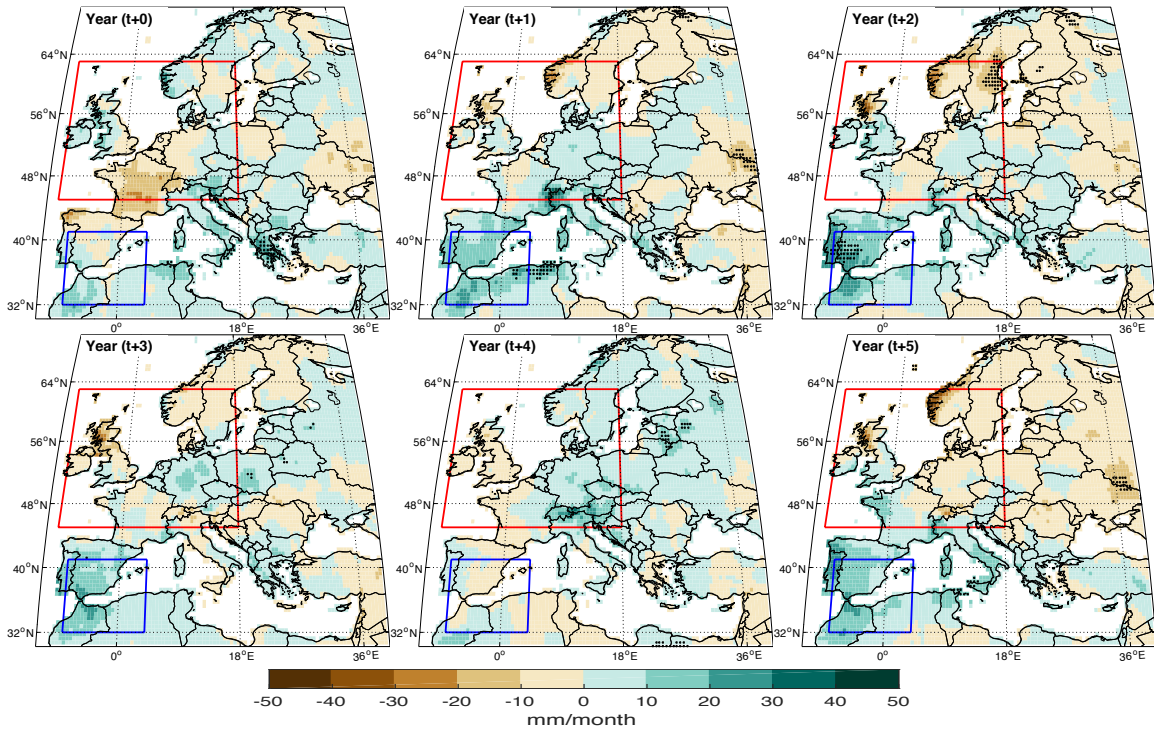 Year (t+0)
Year (t+1)
Year (t+2)
64°N
64°N
64°N
56°N
56°N
56°N
48°N
48°N
48°N
40°N
40°N
40°N
32°N
32°N
32°N
0° 18°E 36°E
0° 18°E 36°E
0° 18°E 36°E
Year (t+3)
Year (t+4)
Year (t+5)
64°N
64°N
64°N
56°N
56°N
56°N
48°N
48°N
48°N
40°N
40°N
40°N
32°N
32°N
32°N
0° 18°E 36°E
0° 18°E 36°E
0° 18°E 36°E
-50 -40 -30 -20 -10 0 10 20 30 40 50
mm/month